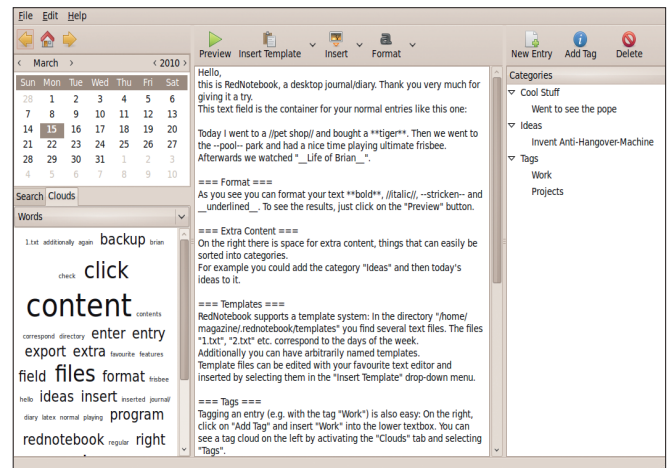 File Edit Help
Preview Insert Template Insert Format New Entry Add Tag Delete
< March > < 2010 >
Sun Mon Tue Wed Thu Fri Sat
28 1 2 3 4 5 6
7 8 9 10 11 12 13
14 15 16 17 18 19 20
21 22 23 24 25 26 27
28 29 30 31 1 2 3
4 5 6 7 8 9 10
Search Clouds
Words
1.txt additionally again backup brian
check click
content contents
correspond directory enter entry
export extra favourite features
field files format frisbee
hello ideas insert inserted journal/
diary latex normal playing program
rednotebook regular right
Hello,
this is RedNotebook, a desktop journal/diary. Thank you very much for
giving it a try.
This text field is the container for your normal entries like this one:
Today I went to a //pet shop// and bought a **tiger**. Then we went to
the --pool-- park and had a nice time playing ultimate frisbee.
Afterwards we watched "__Life of Brian__".
=== Format ===
As you see you can format your text **bold**, //italic//, --stricken-- and
__underlined__. To see the results, just click on the "Preview" button.
=== Extra Content ===
On the right there is space for extra content, things that can easily be
sorted into categories.
For example you could add the category "Ideas" and then today's
ideas to it.
=== Templates ===
RedNotebook supports a template system: In the directory "/home/
magazine/.rednotebook/templates" you find several text files. The files
"1.txt", "2.txt" etc. correspond to the days of the week.
Additionally you can have arbitrarily named templates.
Template files can be edited with your favourite text editor and
inserted by selecting them in the "Insert Template" drop-down menu.
=== Tags ===
Tagging an entry (e.g. with the tag "Work") is also easy: On the right,
click on "Add Tag" and insert "Work" into the lower textbox. You can
see a tag cloud on the left by activating the "Clouds" tab and selecting
"Tags".
Categories
Cool Stuff
Went to see the pope
Ideas
Invent Anti-Hangover-Machine
Tags
Work
Projects